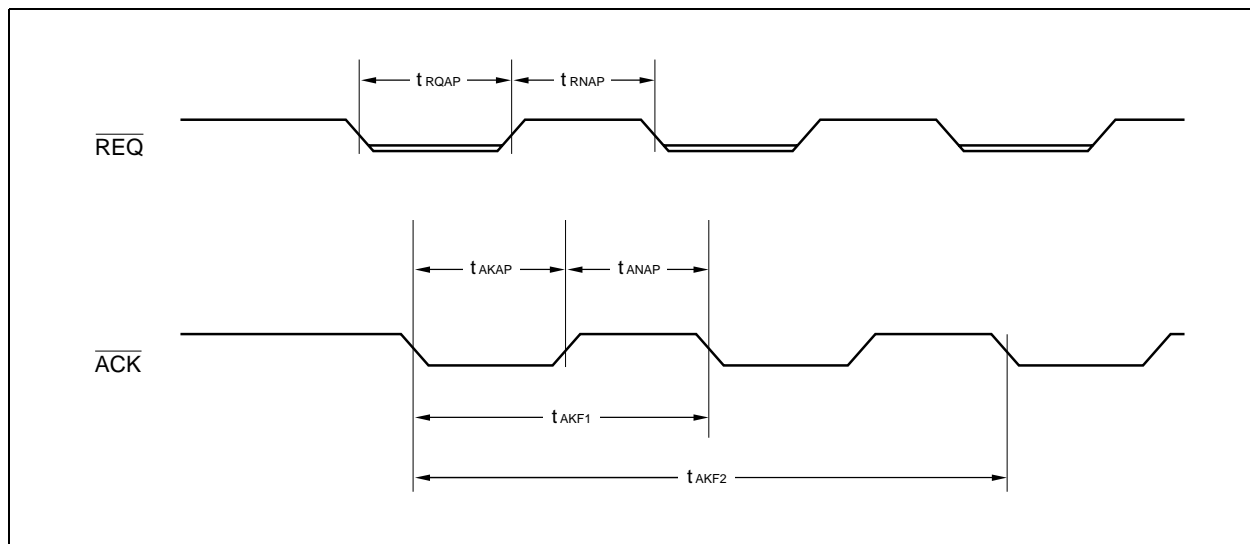 t RQAP
t RNAP
REQ
t AKAP
t ANAP
ACK
t AKF1
t AKF2